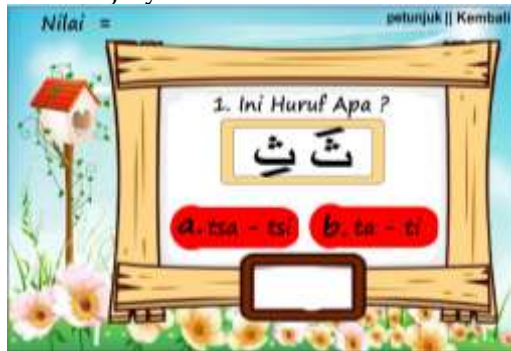 Nilai =
petunjuk || Kembali
1. Ini Huruf Apa ?
ثَ ثِ
a. tsa - tsi
b. ta - ti